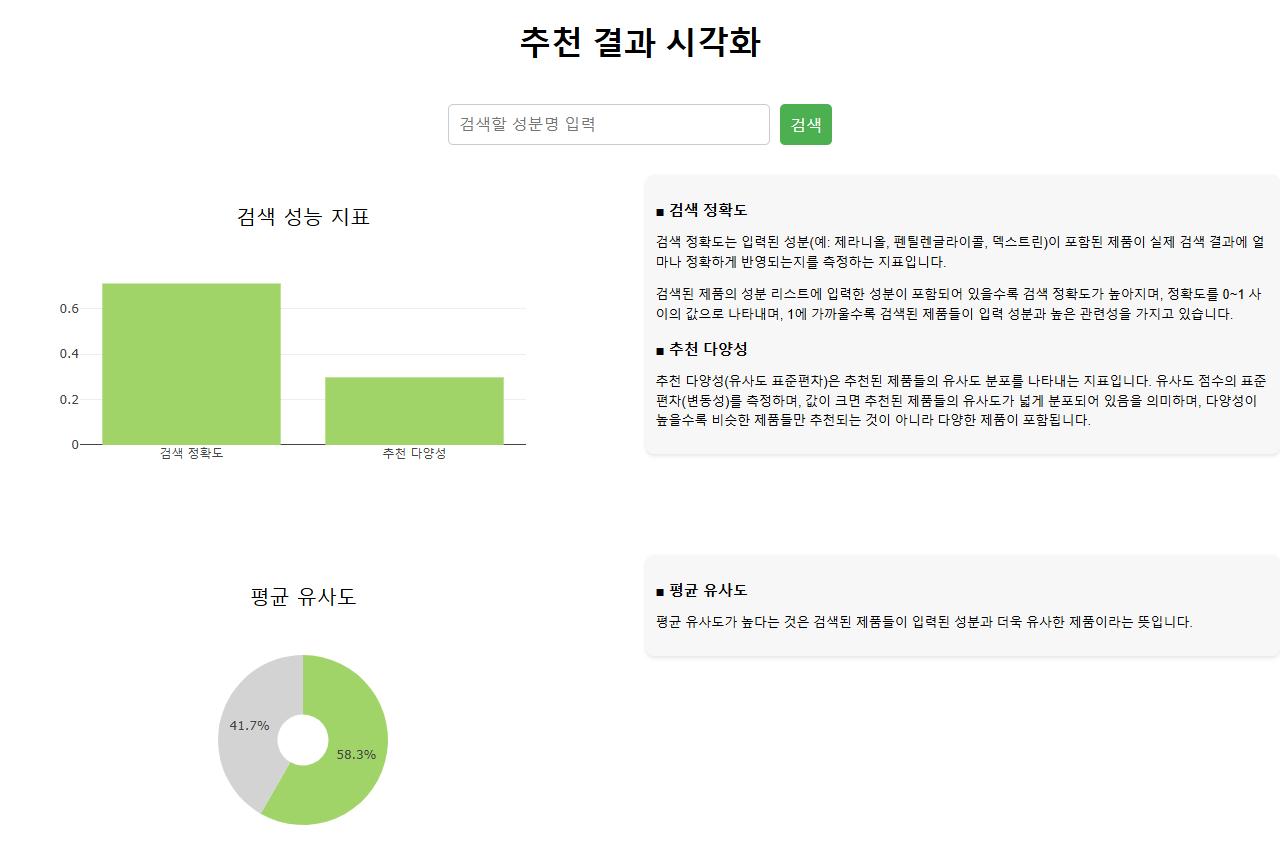 추천 결과 시각화
검색할 성분명 입력
검색
검색 성능 지표
0.6
0.4
0.2
0
검색 정확도
추천 다양성
■ 검색 정확도
검색 정확도는 입력된 성분(예: 제라니올, 펜틸렌글라이콜, 덱스트린)이 포함된 제품이 실제 검색 결과에 얼
마나 정확하게 반영되는지를 측정하는 지표입니다.
검색된 제품의 성분 리스트에 입력한 성분이 포함되어 있을수록 검색 정확도가 높아지며, 정확도를 0~1 사
이의 값으로 나타내며, 1에 가까울수록 검색된 제품들이 입력 성분과 높은 관련성을 가지고 있습니다.
■ 추천 다양성
추천 다양성(유사도 표준편차)은 추천된 제품들의 유사도 분포를 나타내는 지표입니다. 유사도 점수의 표준
편차(변동성)를 측정하며, 값이 크면 추천된 제품들의 유사도가 넓게 분포되어 있음을 의미하며, 다양성이
높을수록 비슷한 제품들만 추천되는 것이 아니라 다양한 제품이 포함됩니다.
평균 유사도
41.7%
58.3%
■ 평균 유사도
평균 유사도가 높다는 것은 검색된 제품들이 입력된 성분과 더욱 유사한 제품이라는 뜻입니다.